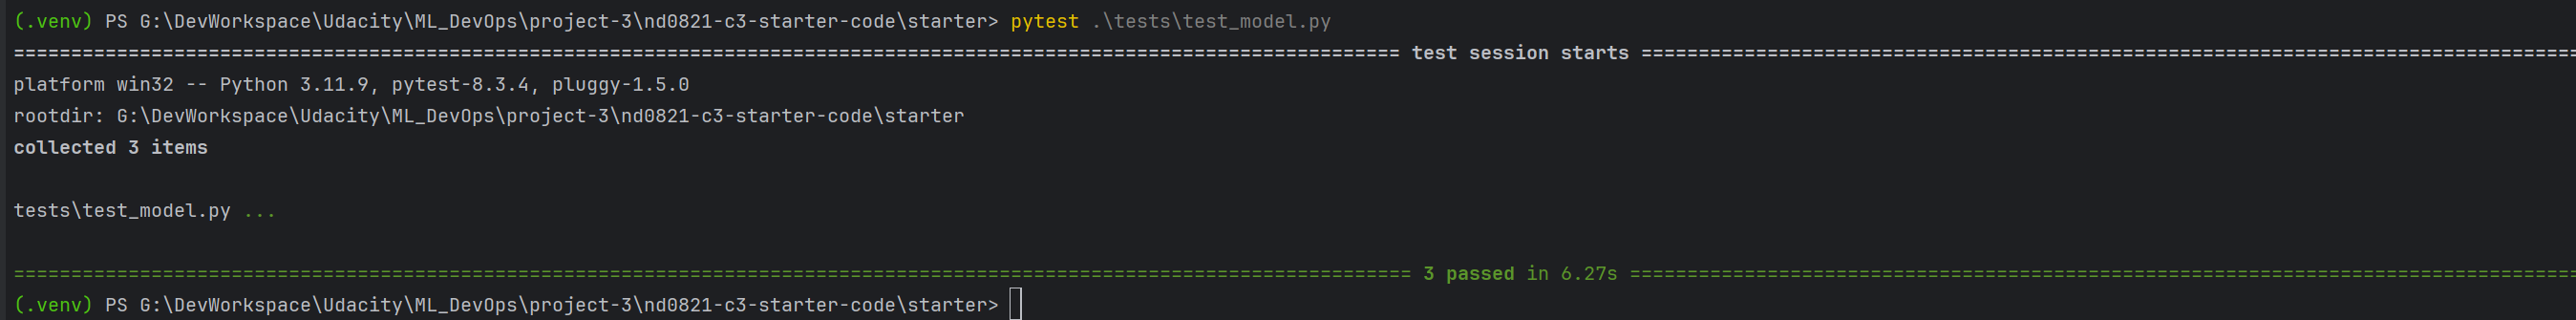 (.venv) PS G:\DevWorkspace\Udacity\ML_DevOps\project-3\nd0821-c3-starter-code\starter> pytest .\tests\test_model.py
========================================================================================================================= test session starts ==================================================================================
platform win32 -- Python 3.11.9, pytest-8.3.4, pluggy-1.5.0
rootdir: G:\DevWorkspace\Udacity\ML_DevOps\project-3\nd0821-c3-starter-code\starter
collected 3 items
tests\test_model.py ...
========================================================================================================================== 3 passed in 6.27s ===================================================================================
(.venv) PS G:\DevWorkspace\Udacity\ML_DevOps\project-3\nd0821-c3-starter-code\starter>